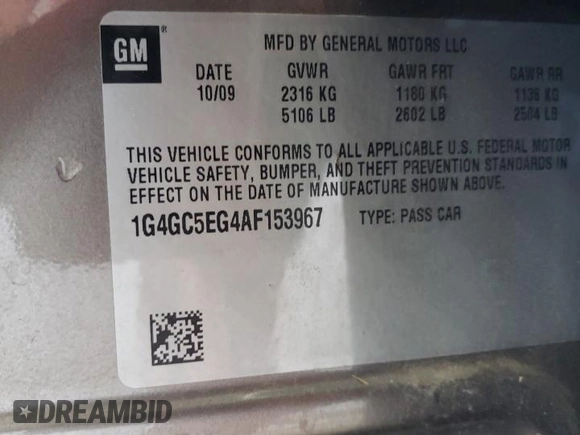 GM
MFD BY GENERAL MOTORS LLC
DATE GVWR GAWR FRT GAWR RR
10/09 2316 KG 1180 KG 1136 KG
5106 LB 2602 LB 2504 LB
THIS VEHICLE CONFORMS TO ALL APPLICABLE U.S. FEDERAL MOTOR
VEHICLE SAFETY, BUMPER, AND THEFT PREVENTION STANDARDS IN
EFFECT ON THE DATE OF MANUFACTURE SHOWN ABOVE.
1G4GC5EG4AF153967 TYPE: PASS CAR
DREAMBID